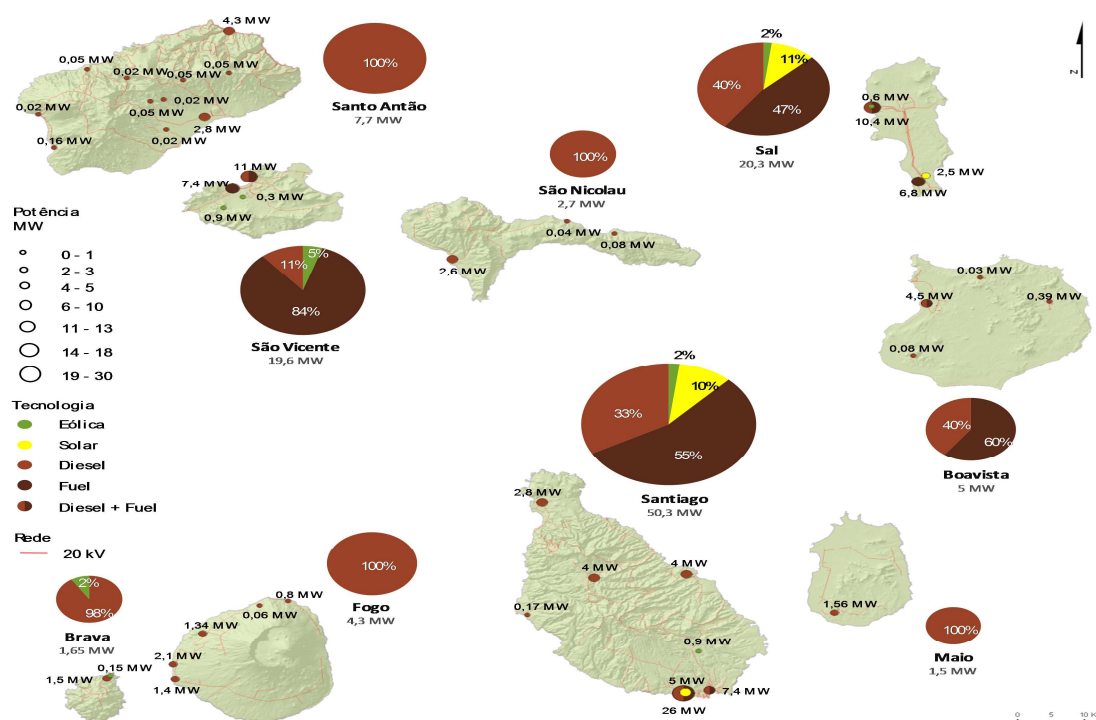 4,3 MW
0,05 MW
0,02 MW
0,05 MW
0,05 MW
0,02 MW
0,05 MW
0,02 MW
2,8 MW
0,02 MW
0,16 MW
100%
Santo Antão
7,7 MW
2%
11%
40%
47%
Sal
20,3 MW
0,6 MW
10,4 MW
2,5 MW
6,8 MW
N
11 MW
7,4 MW
0,3 MW
0,9 MW
5%
11%
84%
São Vicente
19,6 MW
100%
São Nicolau
2,7 MW
0,04 MW
0,08 MW
2,6 MW
0,03 MW
4,5 MW
0,39 MW
0,08 MW
40%
60%
Boavista
5 MW
Potência
MW
0 - 1
2 - 3
4 - 5
6 - 10
11 - 13
14 - 18
19 - 30
Tecnologia
Eólica
Solar
Diesel
Fuel
Diesel + Fuel
Rede
20 kV
2%
10%
33%
55%
Santiago
50,3 MW
2,8 MW
4 MW
4 MW
0,17 MW
0,9 MW
5 MW
7,4 MW
26 MW
2%
98%
Brava
1,65 MW
0,15 MW
1,5 MW
100%
Fogo
4,3 MW
0,8 MW
0,06 MW
1,34 MW
2,1 MW
1,4 MW
1,56 MW
100%
Maio
1,5 MW
0 5 10 K